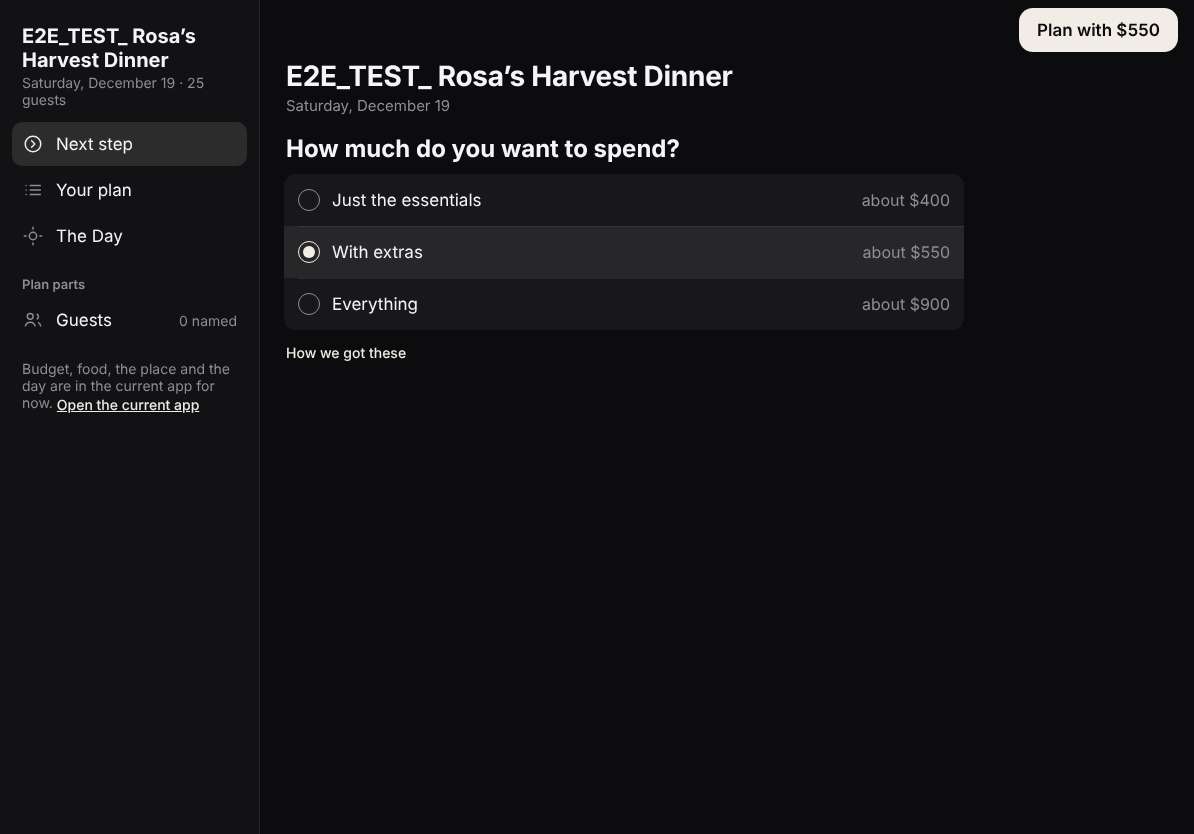 E2E_TEST_ Rosa’s
Harvest Dinner
Saturday, December 19 · 25
guests
Next step
Your plan
The Day
Plan parts
Guests 0 named
Budget, food, the place and the
day are in the current app for
now. Open the current app
Plan with $550
E2E_TEST_ Rosa’s Harvest Dinner
Saturday, December 19
How much do you want to spend?
Just the essentials about $400
With extras about $550
Everything about $900
How we got these